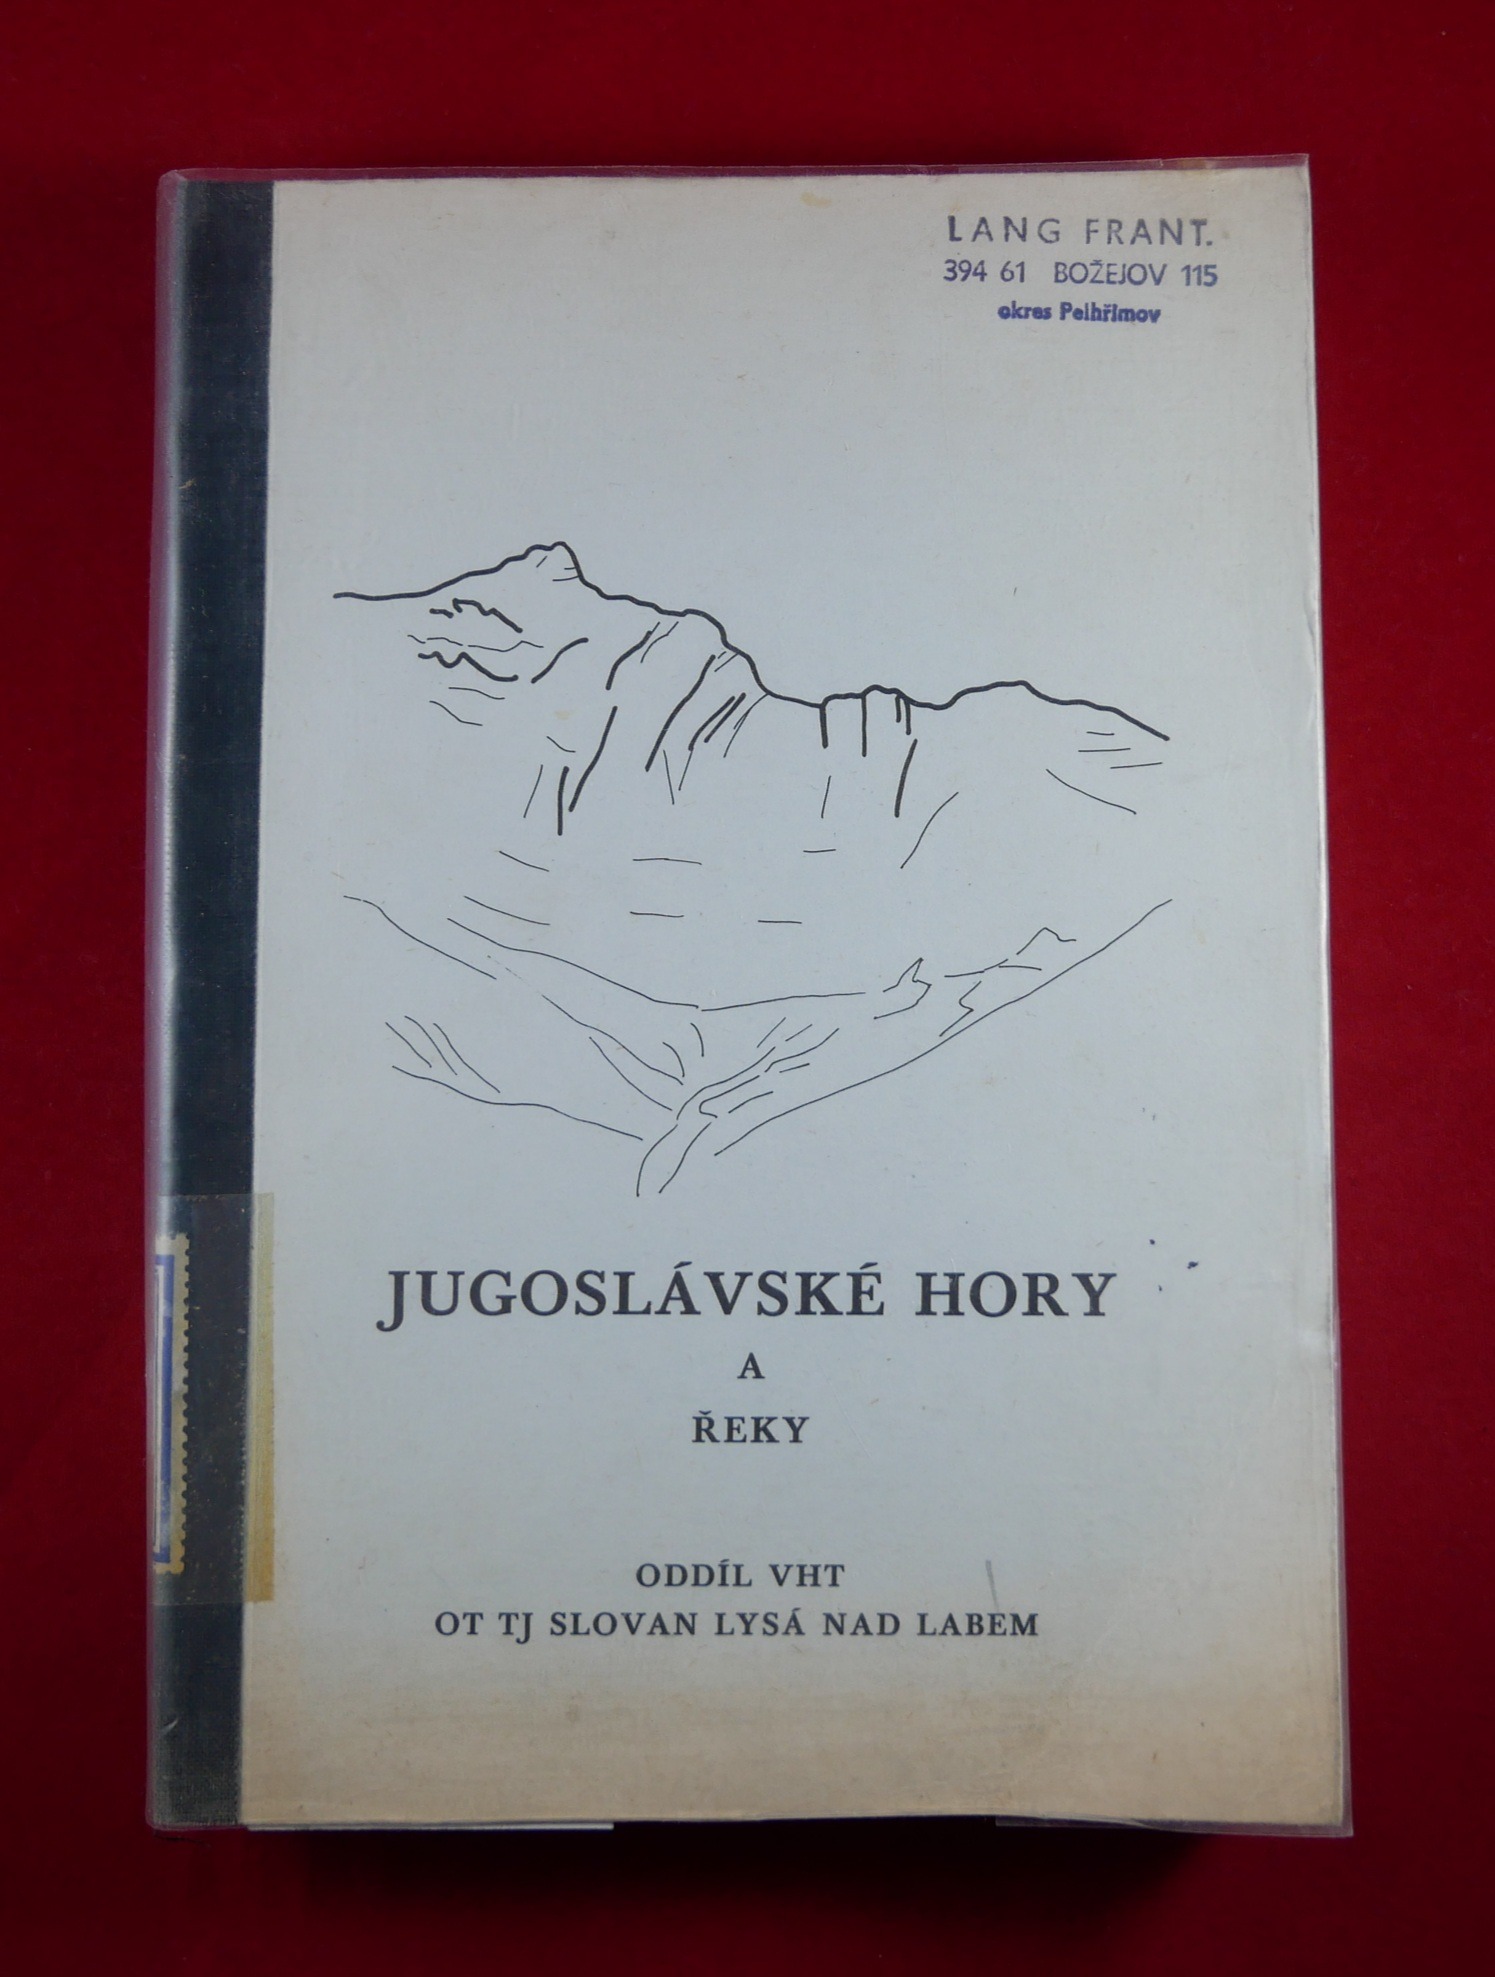 LANG FRANT.
394 61 BOŽEJOV 115
okres Pelhřimov
JUGOSLÁVSKÉ HORY
A
ŘEKY
ODDÍL VHT
OT TJ SLOVAN LYSÁ NAD LABEM